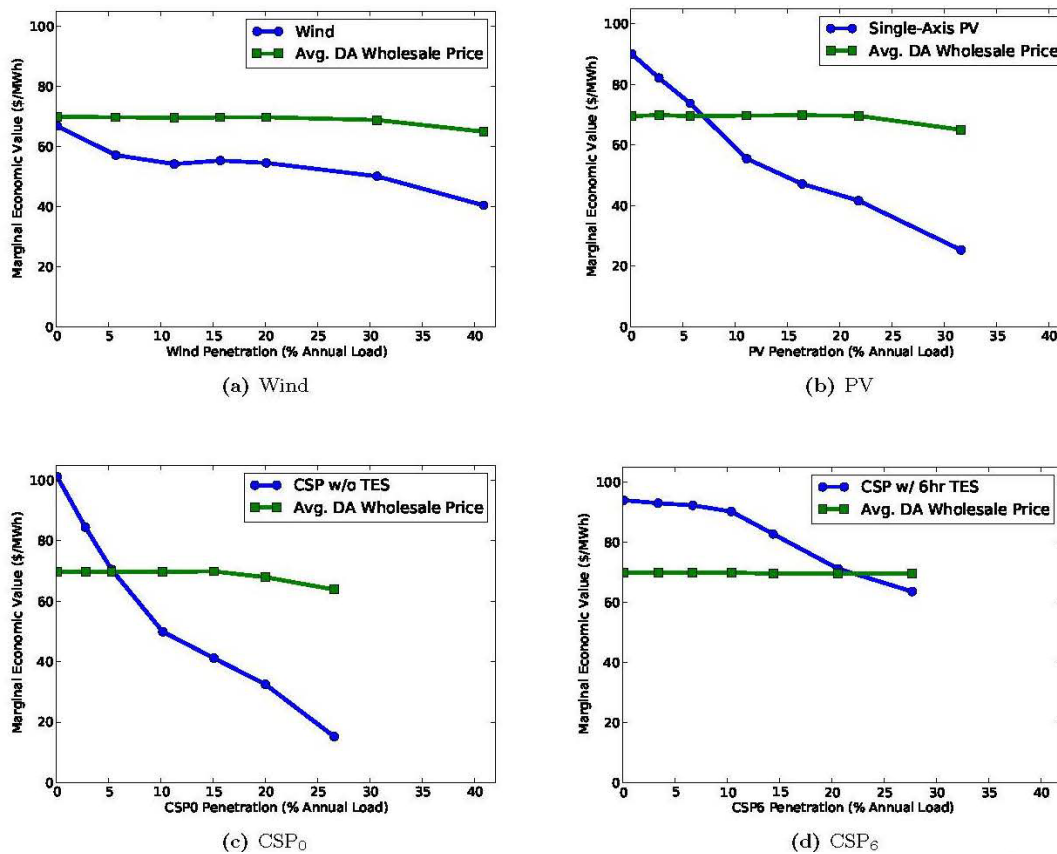 Marginal Economic Value ($/MWh)
100
80
60
40
20
0
Wind
Avg. DA Wholesale Price
0 5 10 15 20 25 30 35 40
Wind Penetration (% Annual Load)
(a) Wind
Marginal Economic Value ($/MWh)
100
80
60
40
20
0
Single-Axis PV
Avg. DA Wholesale Price
0 5 10 15 20 25 30 35 40
PV Penetration (% Annual Load)
(b) PV
Marginal Economic Value ($/MWh)
100
80
60
40
20
0
CSP w/o TES
Avg. DA Wholesale Price
0 5 10 15 20 25 30 35 40
CSP0 Penetration (% Annual Load)
(c) CSP₀
Marginal Economic Value ($/MWh)
100
80
60
40
20
0
CSP w/ 6hr TES
Avg. DA Wholesale Price
0 5 10 15 20 25 30 35 40
CSP6 Penetration (% Annual Load)
(d) CSP₆